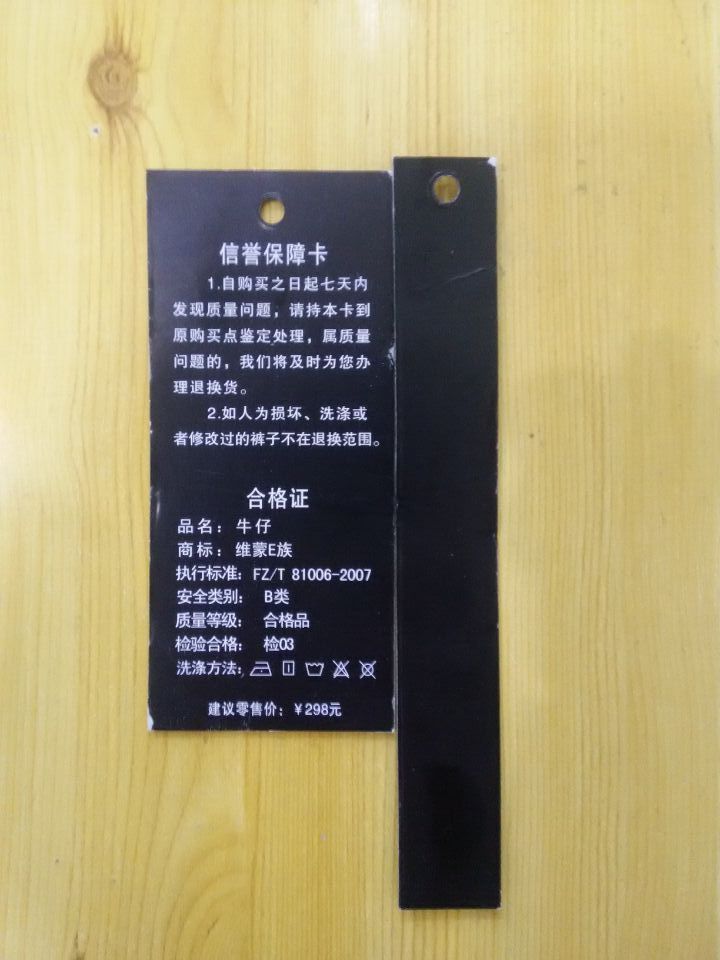 信誉保障卡
1.自购买之日起七天内
发现质量问题，请持本卡到
原购买点鉴定处理，属质量
问题的，我们将及时为您办
理退换货。
2.如人为损坏、洗涤或
者修改过的裤子不在退换范围。
合格证
品名：牛仔
商标：维蒙E族
执行标准：FZ/T 81006-2007
安全类别： B类
质量等级： 合格品
检验合格： 检03
洗涤方法：
建议零售价：￥298元